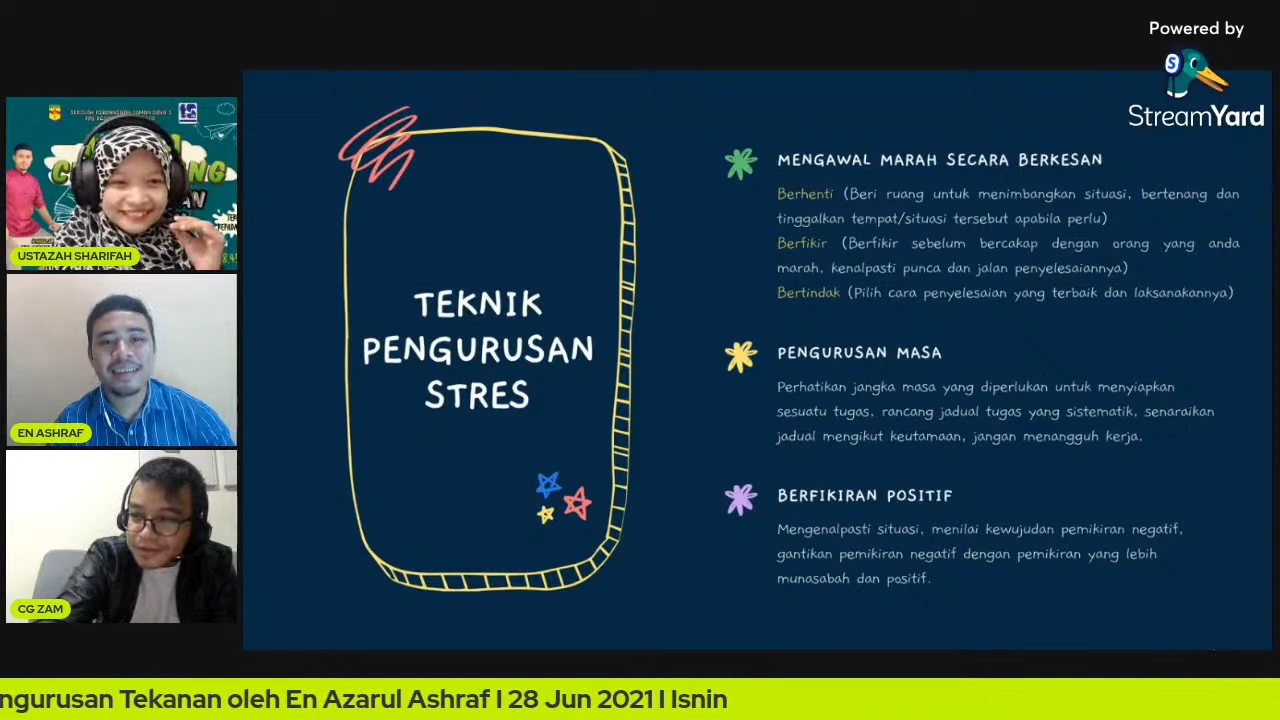 Powered by
StreamYard
SEKOLAH KEBANGSAAN TAMAN DATO
USTAZAH SHARIFAH
EN ASHRAF
CG ZAM
TEKNIK
PENGURUSAN
STRES
MENGAWAL MARAH SECARA BERKESAN
Berhenti (Beri ruang untuk menimbangkan situasi, bertenang dan
tinggalkan tempat/situasi tersebut apabila perlu)
Berfikir (Berfikir sebelum bercakap dengan orang yang anda
marah, kenalpasti punca dan jalan penyelesaiannya)
Bertindak (Pilih cara penyelesaian yang terbaik dan laksanakannya)
PENGURUSAN MASA
Perhatikan jangka masa yang diperlukan untuk menyiapkan
sesuatu tugas, rancang jadual tugas yang sistematik, senaraikan
jadual mengikut keutamaan, jangan menangguh kerja.
BERFIKIRAN POSITIF
Mengenalpasti situasi, menilai kewujudan pemikiran negatif,
gantikan pemikiran negatif dengan pemikiran yang lebih
munasabah dan positif.
ngurusan Tekanan oleh En Azarul Ashraf I 28 Jun 2021 I Isnin